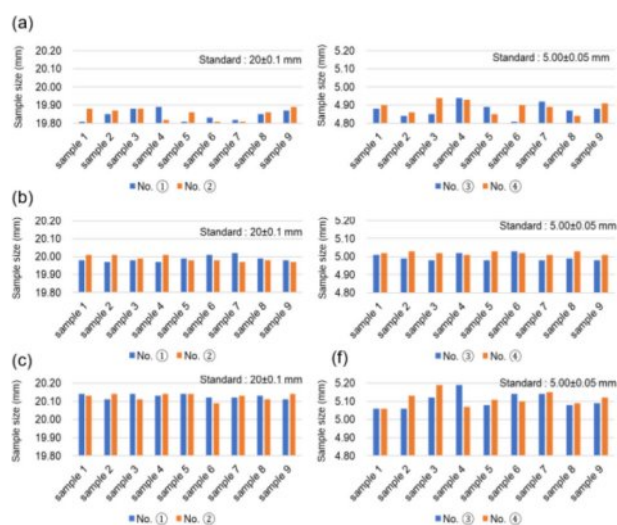 (a)
Sample size (mm)
20.20
20.10
20.00
19.90
19.80
Standard : 20±0.1 mm
sample 1
sample 2
sample 3
sample 4
sample 5
sample 6
sample 7
sample 8
sample 9
No. ① No. ②
Sample size (mm)
5.20
5.10
5.00
4.90
4.80
Standard : 5.00±0.05 mm
sample 1
sample 2
sample 3
sample 4
sample 5
sample 6
sample 7
sample 8
sample 9
No. ③ No. ④
(b)
Sample size (mm)
20.20
20.10
20.00
19.90
19.80
Standard : 20±0.1 mm
sample 1
sample 2
sample 3
sample 4
sample 5
sample 6
sample 7
sample 8
sample 9
No. ① No. ②
Sample size (mm)
5.20
5.10
5.00
4.90
4.80
Standard : 5.00±0.05 mm
sample 1
sample 2
sample 3
sample 4
sample 5
sample 6
sample 7
sample 8
sample 9
No. ③ No. ④
(c)
Sample size (mm)
20.20
20.10
20.00
19.90
19.80
Standard : 20±0.1 mm
sample 1
sample 2
sample 3
sample 4
sample 5
sample 6
sample 7
sample 8
sample 9
No. ① No. ②
(f)
Sample size (mm)
5.20
5.10
5.00
4.90
4.80
Standard : 5.00±0.05 mm
sample 1
sample 2
sample 3
sample 4
sample 5
sample 6
sample 7
sample 8
sample 9
No. ③ No. ④